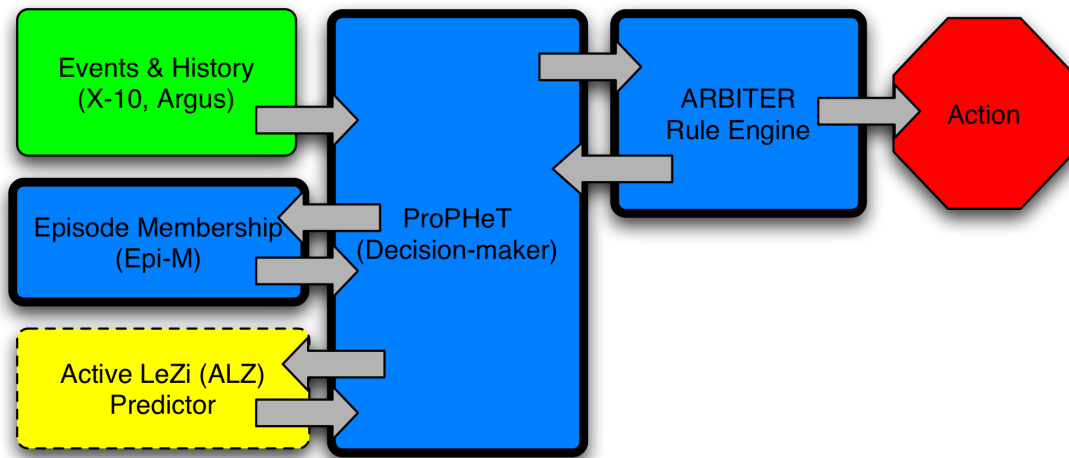 Events & History
(X-10, Argus)
Episode Membership
(Epi-M)
Active LeZi (ALZ)
Predictor
ProPHeT
(Decision-maker)
ARBITER
Rule Engine
Action